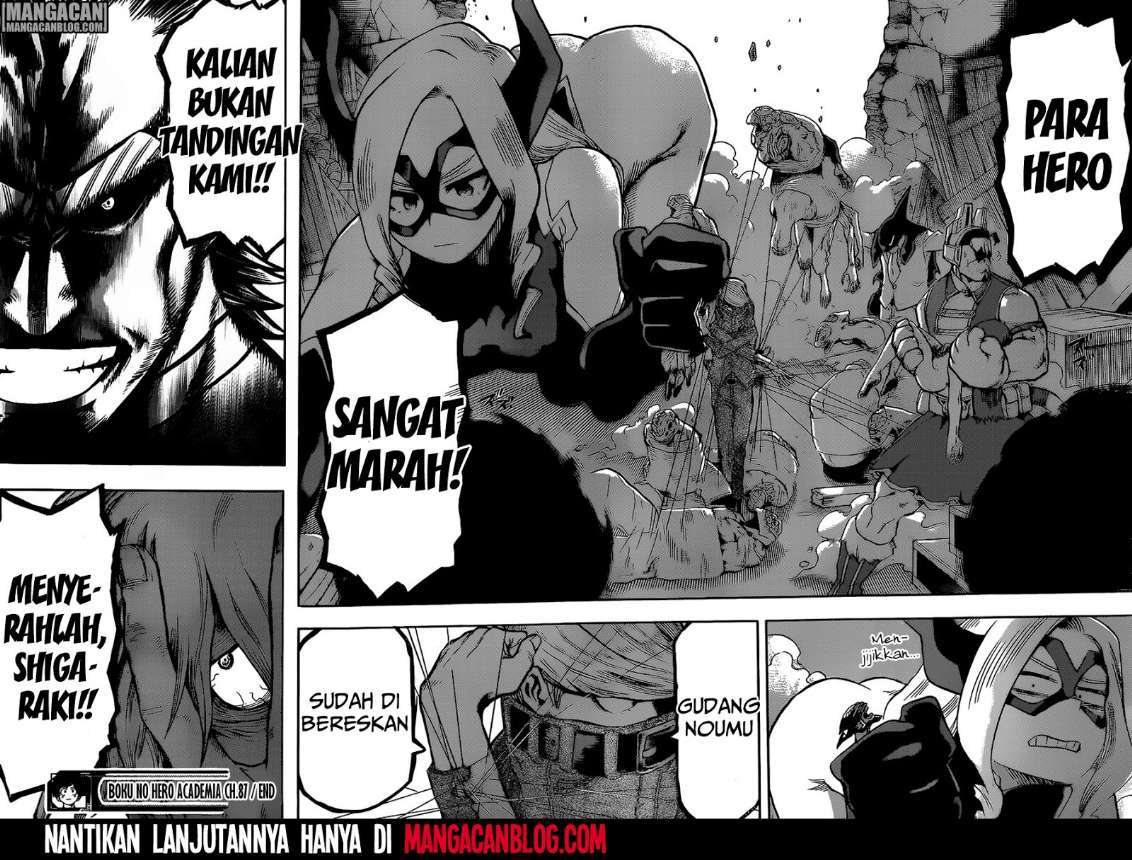 MANGACAN
MANGACANBLOG.COM
PARA
HERO
SANGAT
MARAH!
KALIAN
BUKAN
TANDINGAN
KAMI!!
Men-
jijikkan...
GUDANG
NOUMU
SUDAH DI
BERESKAN
MENYE-
RAHLAH,
SHIGA-
RAKI!!
BOKU NO HERO ACADEMIA CH.87 / END
NANTIKAN LANJUTANNYA HANYA DI MANGACANBLOG.COM